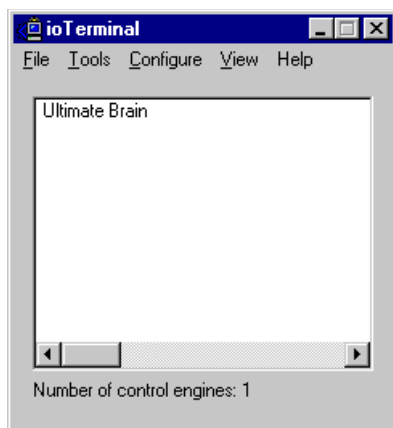 ioTerminal
File Tools Configure View Help
Ultimate Brain
Number of control engines: 1